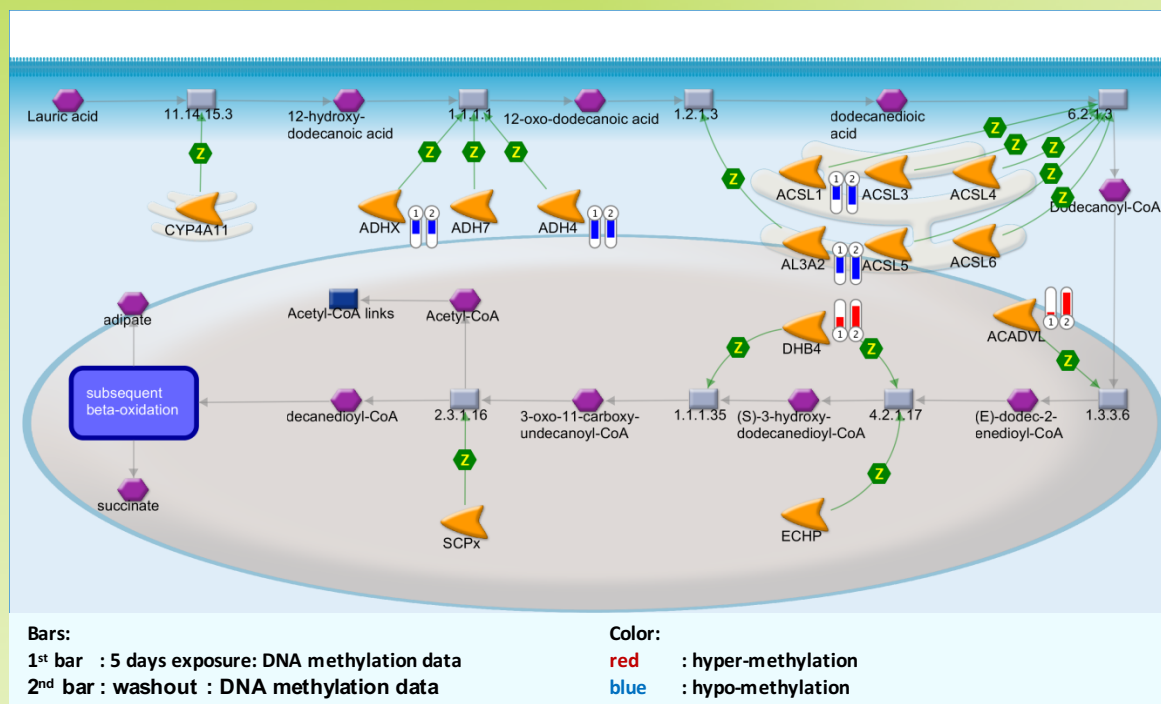 Lauric acid
11.14.15.3
12-hydroxy-
dodecanoic acid
1.1.1.1
12-oxo-dodecanoic acid
1.2.1.3
dodecanedioic
acid
6.2.1.3
Z
Z
Z
Z
Z
Z
Z
Z
Z
Z
CYP4A11
ADHX
1 2
ADH7
ADH4
1 2
ACSL1
1 2
ACSL3
ACSL4
Dodecanoyl-CoA
AL3A2
1 2
ACSL5
ACSL6
adipate
Acetyl-CoA links
Acetyl-CoA
DHB4
1 2
ACADVL
1 2
Z
Z
Z
subsequent
beta-oxidation
decanedioyl-CoA
2.3.1.16
3-oxo-11-carboxy-
undecanoyl-CoA
1.1.1.35
(S)-3-hydroxy-
dodecanedioyl-CoA
4.2.1.17
(E)-dodec-2-
enedioyl-CoA
1.3.3.6
Z
Z
succinate
SCPx
ECHP
Bars:
1st bar : 5 days exposure: DNA methylation data
2nd bar : washout : DNA methylation data
Color:
red : hyper-methylation
blue : hypo-methylation